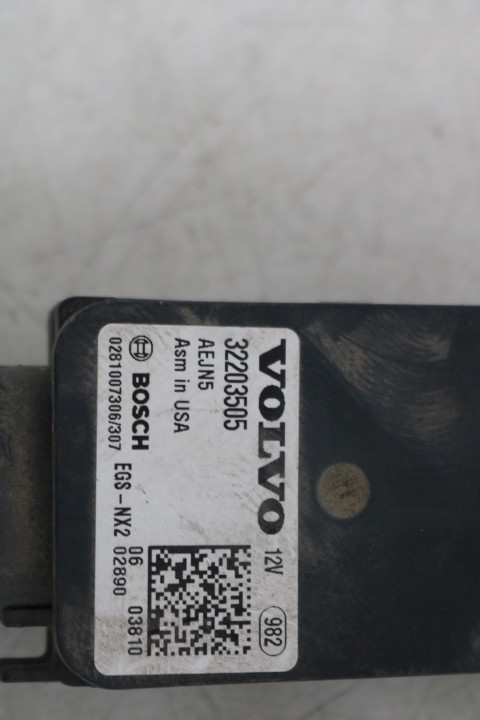 VOLVO 12V 982
32203505
AEJN5
Asm in USA
BOSCH EGS-NX2 06
0281007306/307 02890 03810